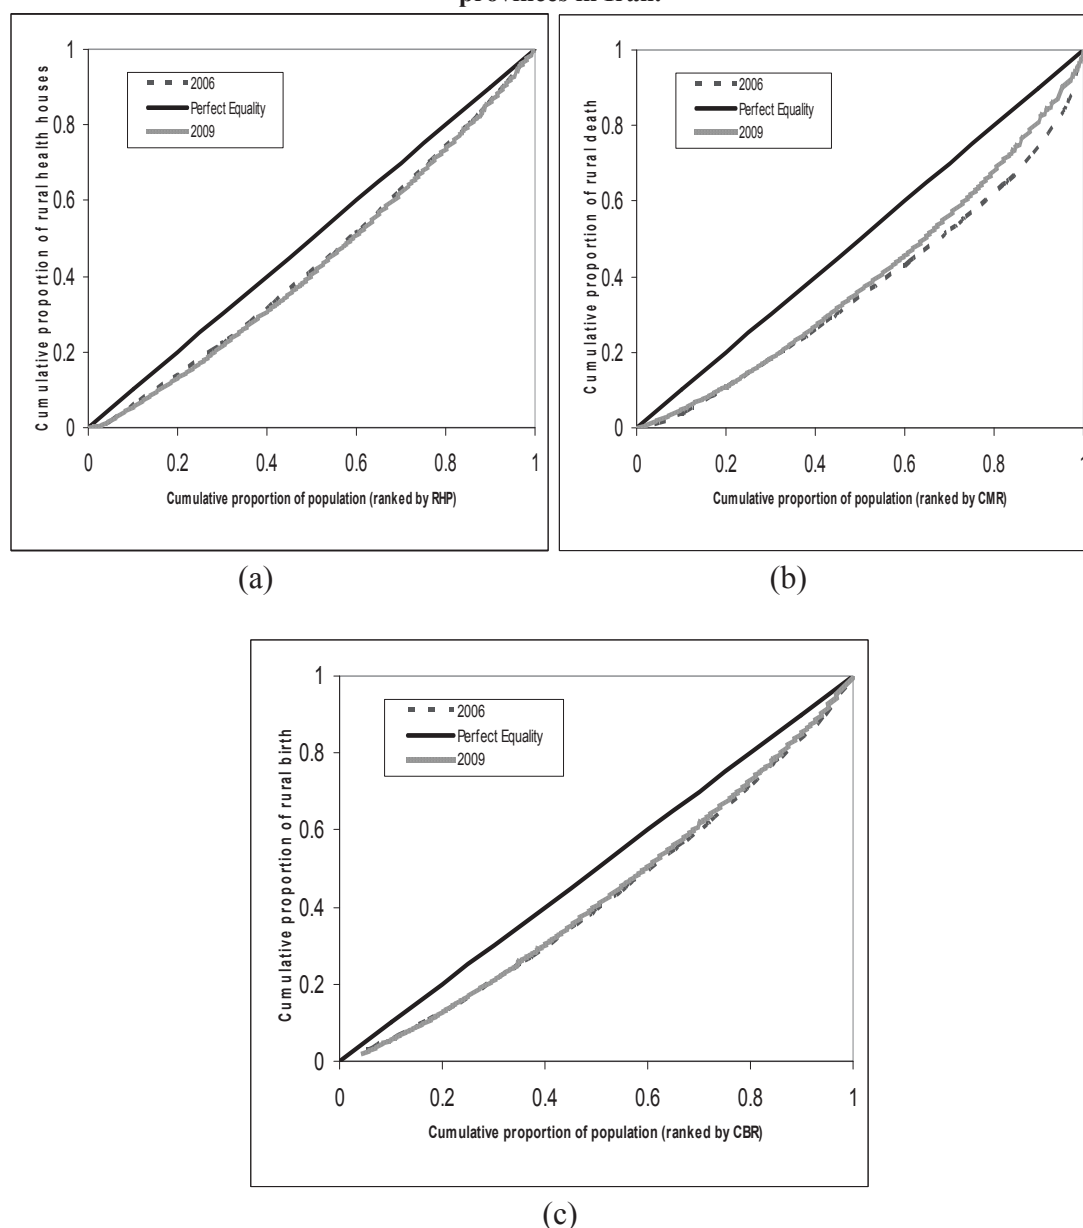 provinces in Iran.
Cumulative proportion of rural health houses
1
0.8
0.6
0.4
0.2
0
2006
Perfect Equality
2009
0 0.2 0.4 0.6 0.8 1
Cumulative proportion of population (ranked by RHP)
(a)
Cumulative proportion of rural death
1
0.8
0.6
0.4
0.2
0
2006
Perfect Equality
2009
0 0.2 0.4 0.6 0.8 1
Cumulative proportion of population (ranked by CMR)
(b)
Cumulative proportion of rural birth
1
0.8
0.6
0.4
0.2
0
2006
Perfect Equality
2009
0 0.2 0.4 0.6 0.8 1
Cumulative proportion of population (ranked by CBR)
(c)